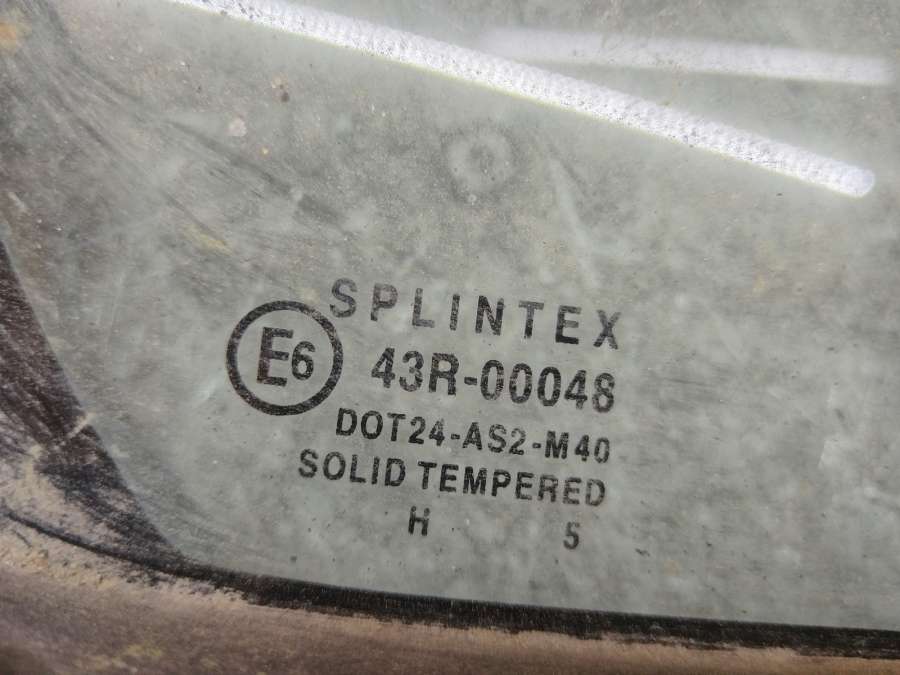 SPLINTEX
E6 43R-00048
DOT24-AS2-M40
SOLID TEMPERED
H 5